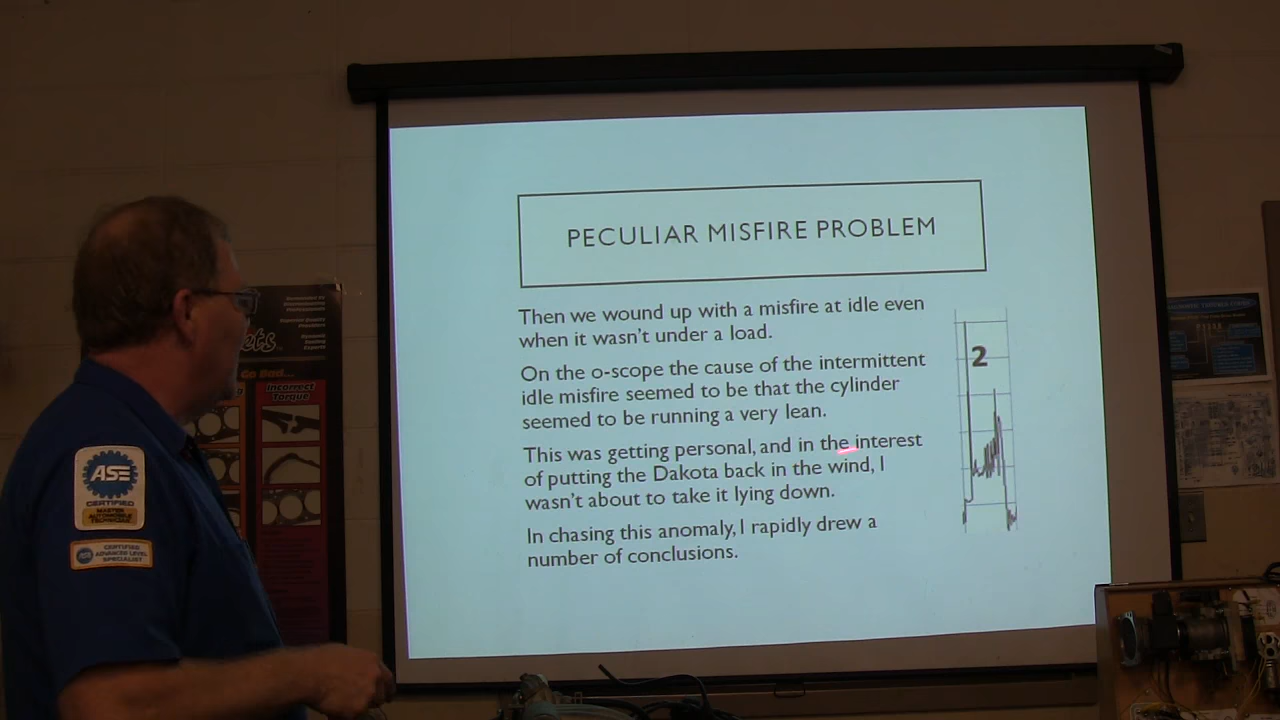 PECULIAR MISFIRE PROBLEM
Then we wound up with a misfire at idle even
when it wasn't under a load.
On the o-scope the cause of the intermittent
idle misfire seemed to be that the cylinder
seemed to be running a very lean.
This was getting personal, and in the interest
of putting the Dakota back in the wind, I
wasn't about to take it lying down.
In chasing this anomaly, I rapidly drew a
number of conclusions.
2
ASE
CERTIFIED
MASTER
AUTOMOBILE
TECHNICIAN
CERTIFIED
ADVANCED LEVEL
SPECIALIST
ets
Go Bad...
Incorrect
Torque